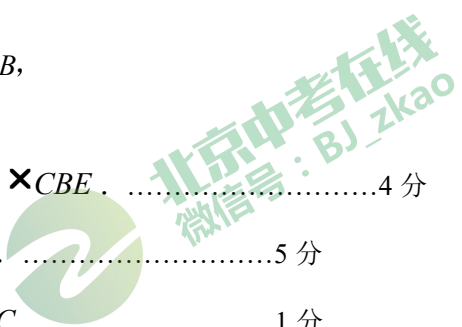 B,
北京中考在线
微信号：BJ_zkao
×CBE．………………………4 分
．…………………………5 分
C 1 分